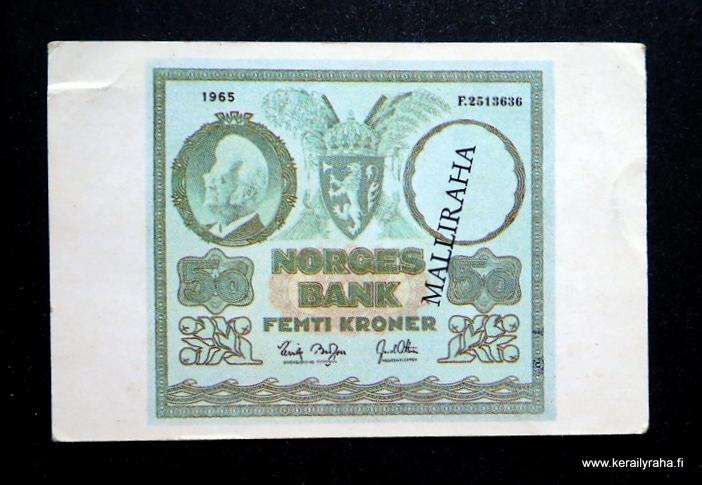 1965
F.2513636
MALLIRAHA
NORGES
BANK
50
50
FEMTI KRONER
www.kerailyraha.fi